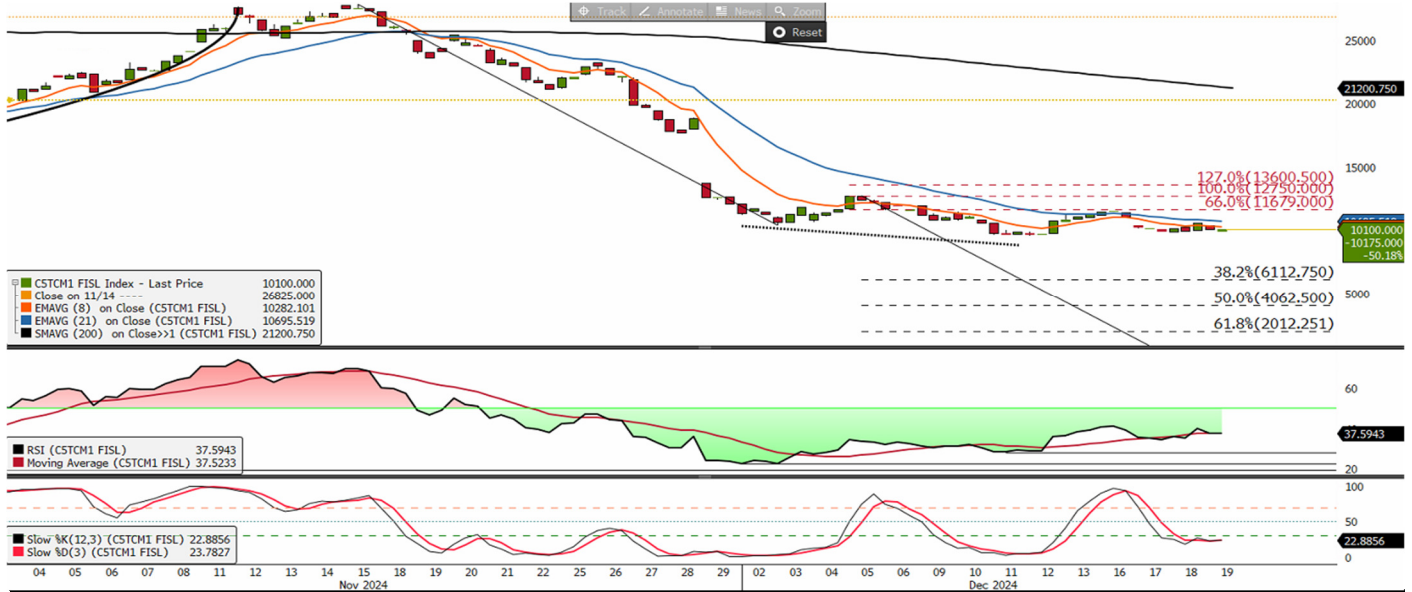 Track Annotate News Zoom
Reset
25000
21200.750
20000
15000
127.0%(13600.500)
100.0%(12750.000)
66.0%(11679.000)
10100.000
-10175.000
-50.18%
38.2%(6112.750)
5000
50.0%(4062.500)
61.8%(2012.251)
C5TCM1 FISL Index - Last Price 10100.000
Close on 11/14 ---- 26825.000
EMAVG (8) on Close (C5TCM1 FISL) 10282.101
EMAVG (21) on Close (C5TCM1 FISL) 10695.519
SMAVG (200) on Close>>1 (C5TCM1 FISL) 21200.750
60
37.5943
20
RSI (C5TCM1 FISL) 37.5943
Moving Average (C5TCM1 FISL) 37.5233
100
50
22.8856
0
Slow %K(12,3) (C5TCM1 FISL) 22.8856
Slow %D(3) (C5TCM1 FISL) 23.7827
04 05 06 07 08 11 12 13 14 15 18 19 20 21 22 25 26 27 28 29 02 03 04 05 06 09 10 11 12 13 16 17 18 19
Nov 2024 Dec 2024